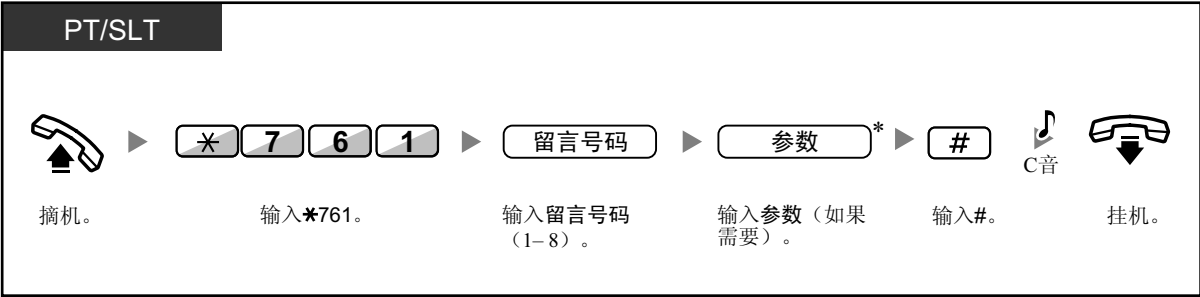 PT/SLT
* 7 6 1
留言号码
参数*
#
C音
摘机。
输入*761。
输入留言号码
（1– 8）。
输入参数（如果
需要）。
输入#。
挂机。